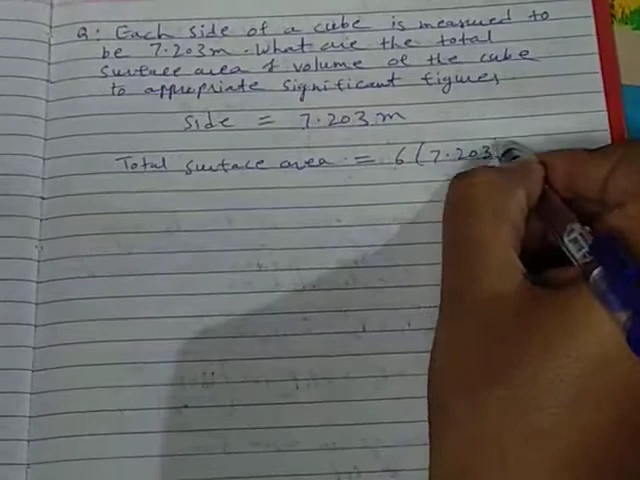 Q. Each side of a cube is measured to
be 7.203m. What are the total
surface area & volume of the cube
to appropriate significant figures
side = 7.203 m
Total surface area = 6 (7.203